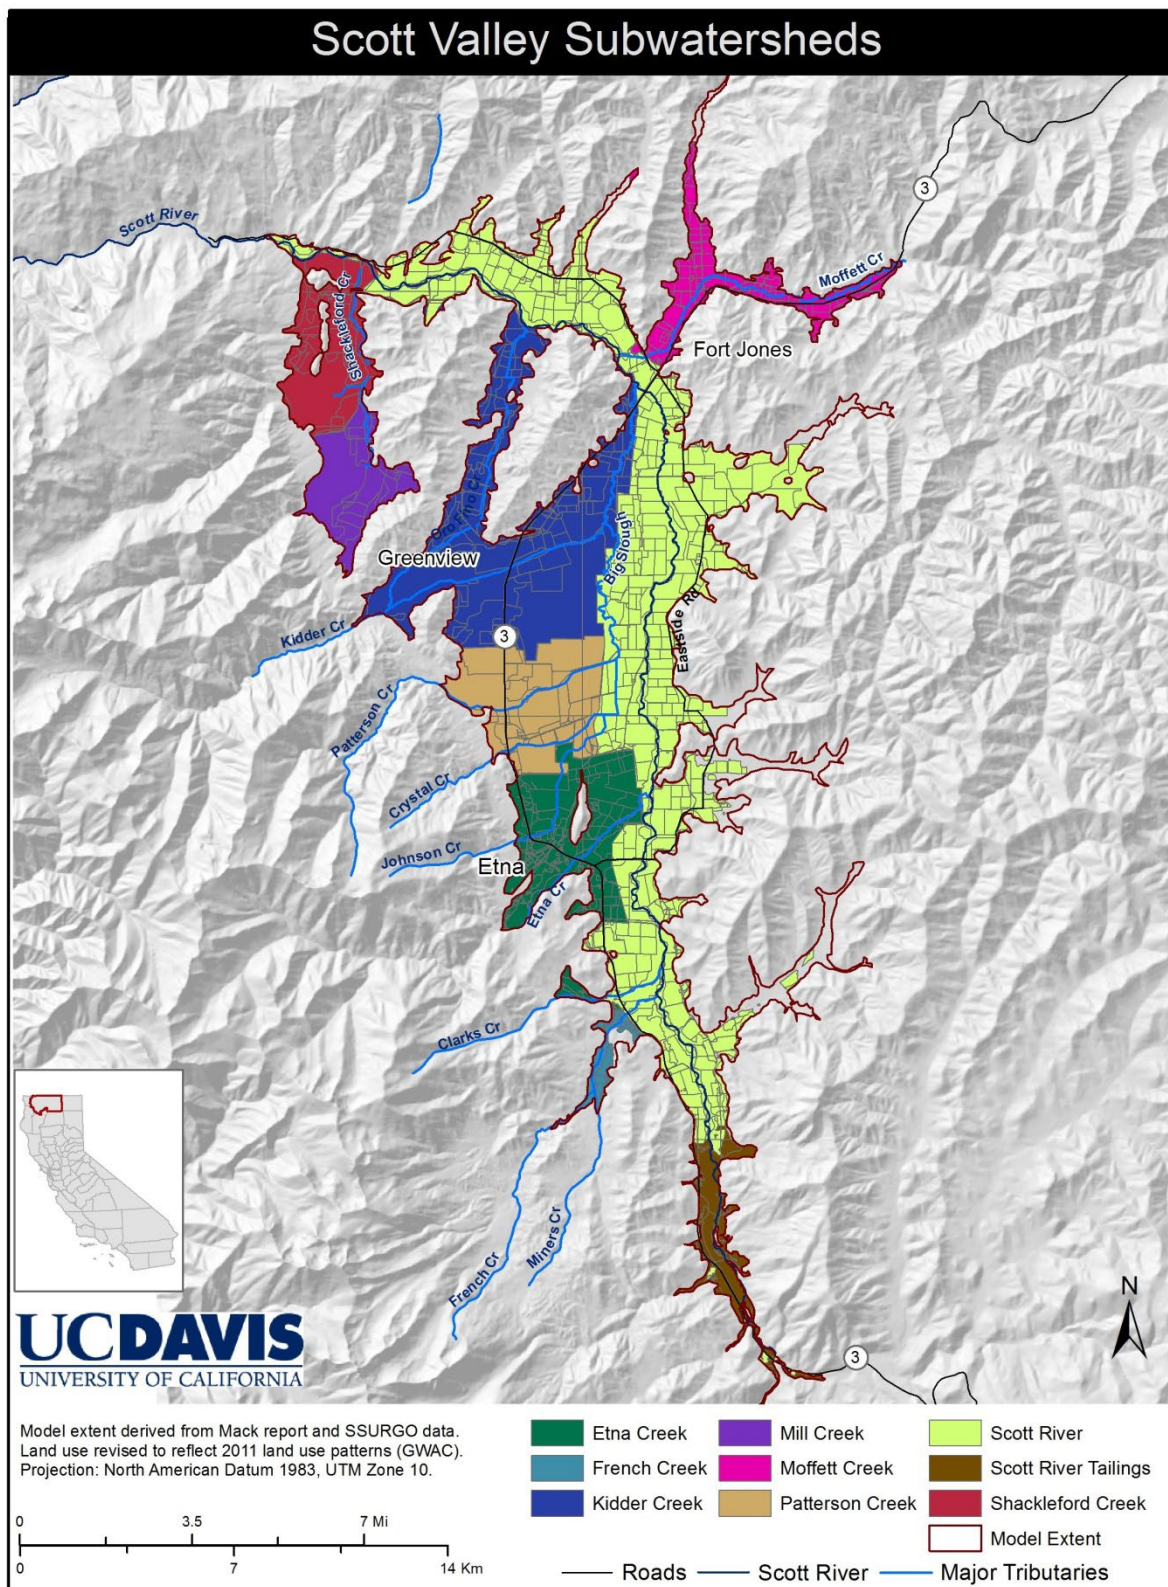 Scott Valley Subwatersheds
3
Scott River
Moffett Cr
Shackleford Cr
Fort Jones
Oro Fino Cr
Greenview
Big Slough
Kidder Cr
3
Eastside Rd
Patterson Cr
Crystal Cr
Johnson Cr
Etna
Etna Cr
Clarks Cr
Miners Cr
French Cr
N
3
UCDAVIS
UNIVERSITY OF CALIFORNIA
Model extent derived from Mack report and SSURGO data.
Land use revised to reflect 2011 land use patterns (GWAC).
Projection: North American Datum 1983, UTM Zone 10.
0 3.5 7 Mi
0 7 14 Km
Etna Creek
French Creek
Kidder Creek
Mill Creek
Moffett Creek
Patterson Creek
Scott River
Scott River Tailings
Shackleford Creek
Model Extent
Roads
Scott River
Major Tributaries